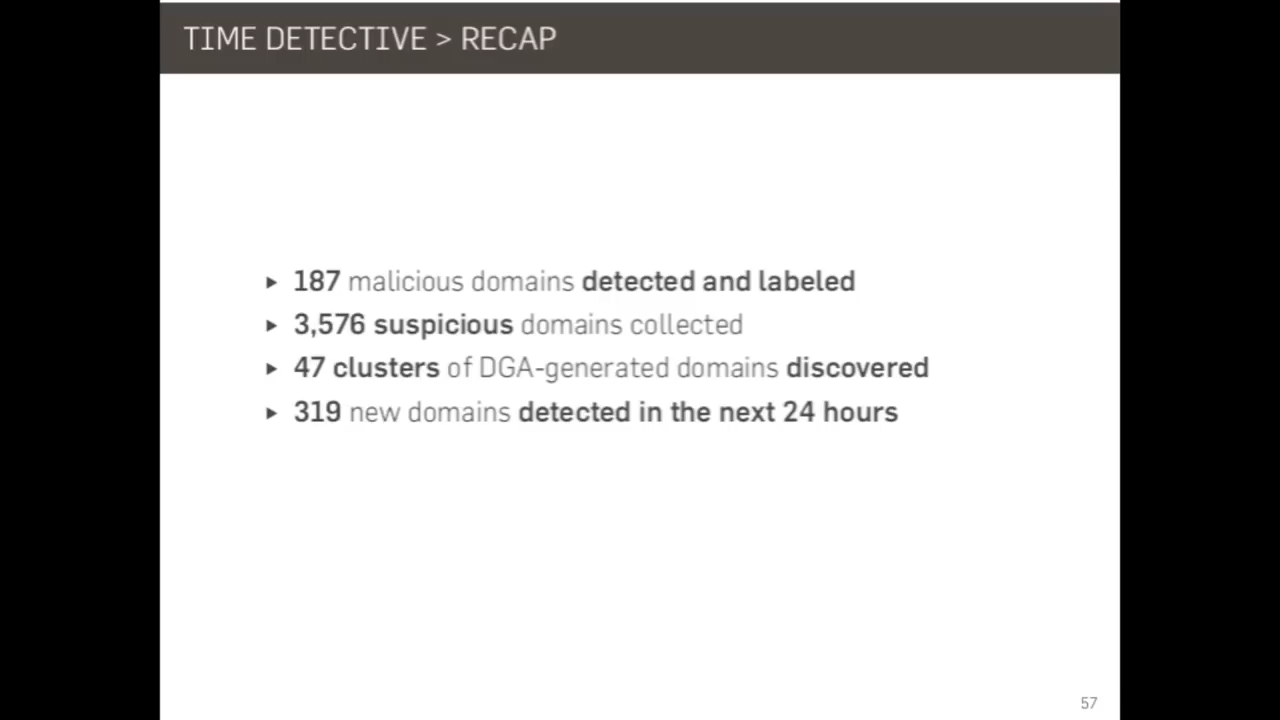 TIME DETECTIVE > RECAP
▸ 187 malicious domains detected and labeled
▸ 3,576 suspicious domains collected
▸ 47 clusters of DGA-generated domains discovered
▸ 319 new domains detected in the next 24 hours
57